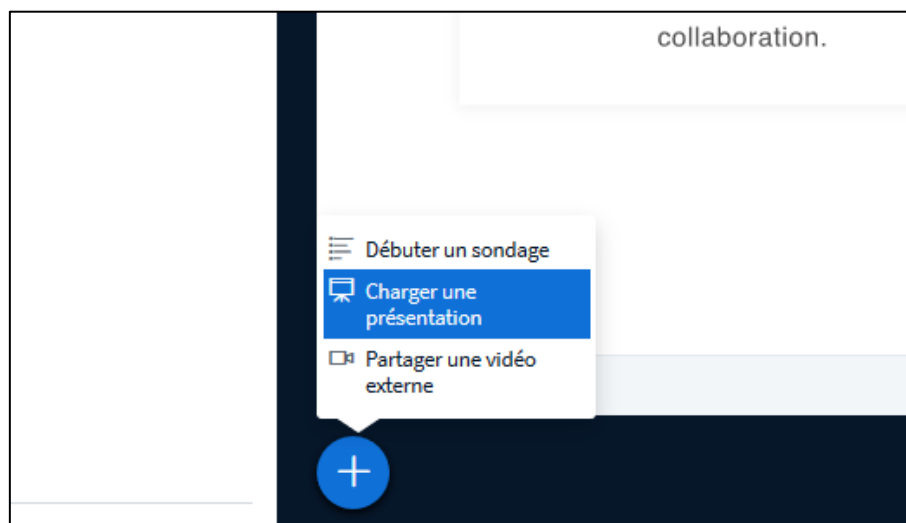 collaboration.
Débuter un sondage
Charger une
présentation
Partager une vidéo
externe